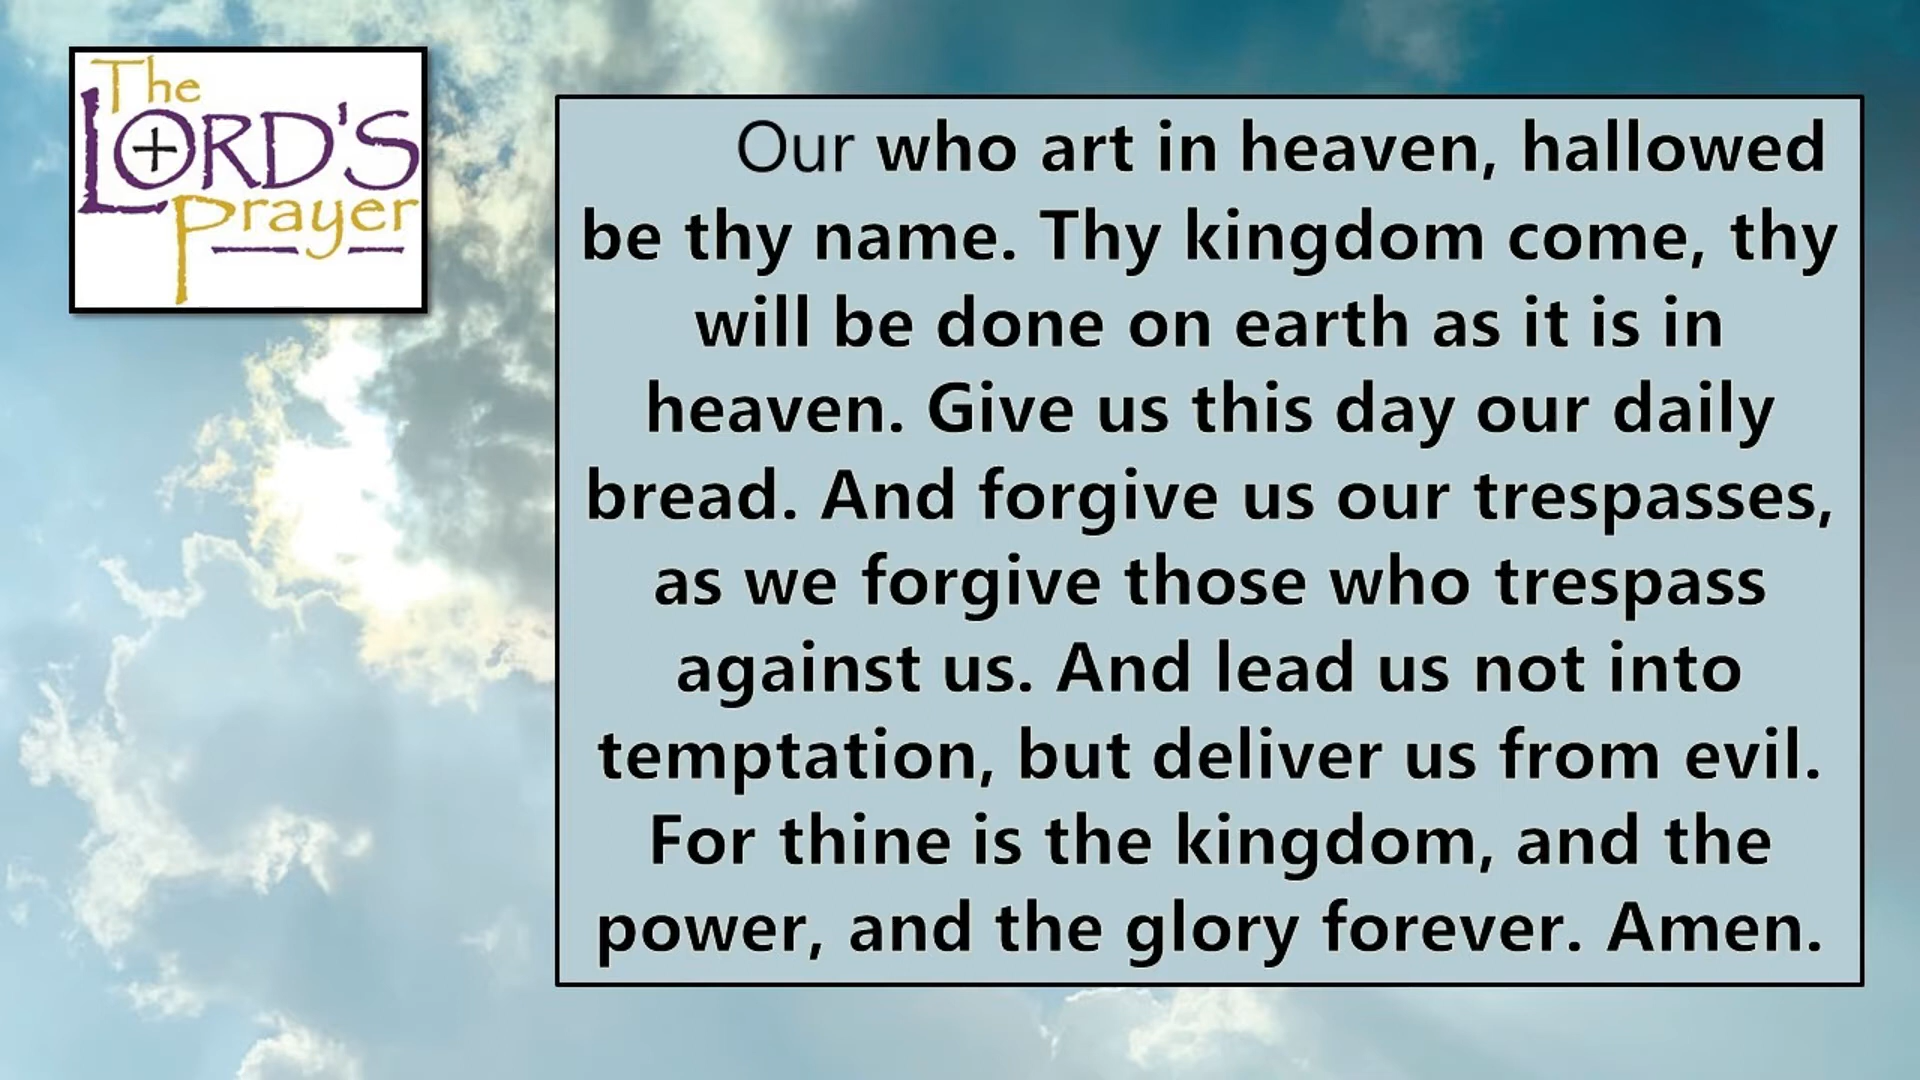 The
LORD'S
Prayer
Our who art in heaven, hallowed
be thy name. Thy kingdom come, thy
will be done on earth as it is in
heaven. Give us this day our daily
bread. And forgive us our trespasses,
as we forgive those who trespass
against us. And lead us not into
temptation, but deliver us from evil.
For thine is the kingdom, and the
power, and the glory forever. Amen.